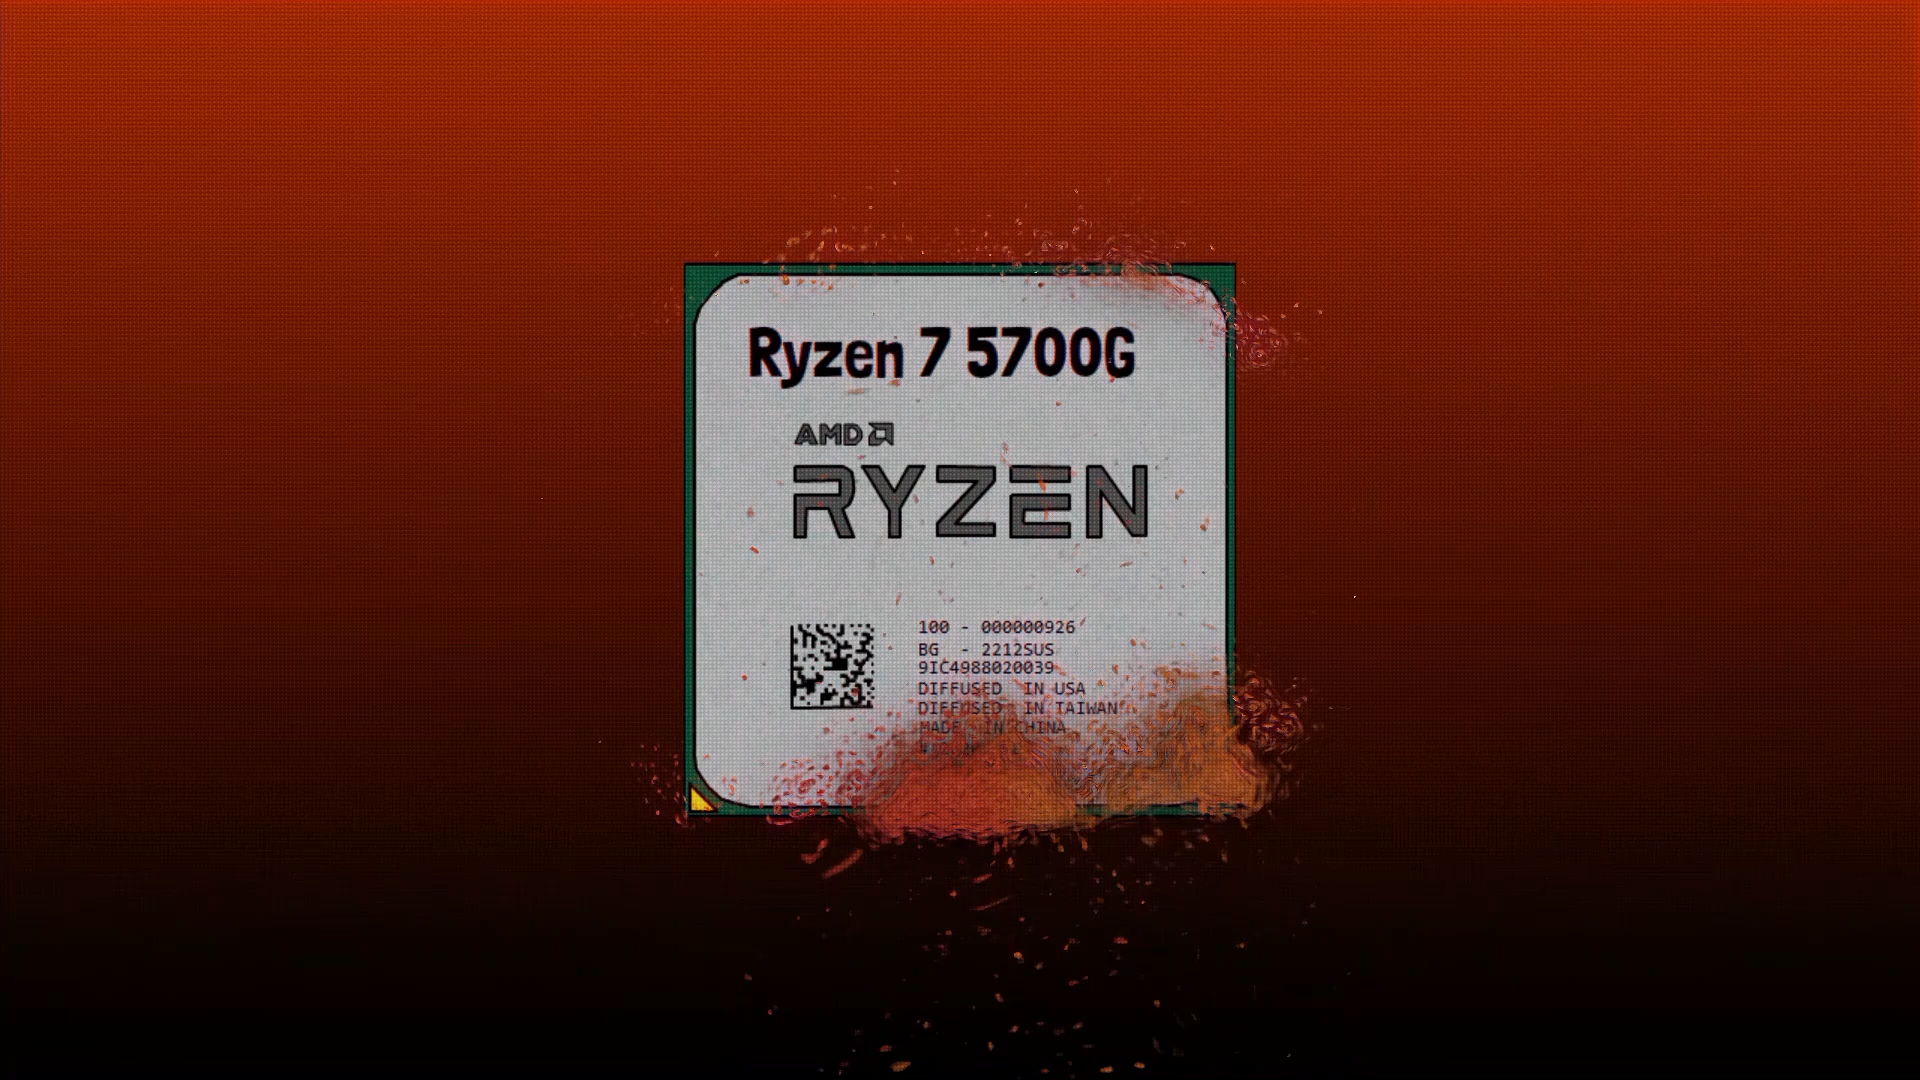 Ryzen 7 5700G
AMD
RYZEN
100 - 000000926
BG - 2212SUS
9IC4988020039
DIFFUSED IN USA
DIFFUSED IN TAIWAN
MADE IN CHINA